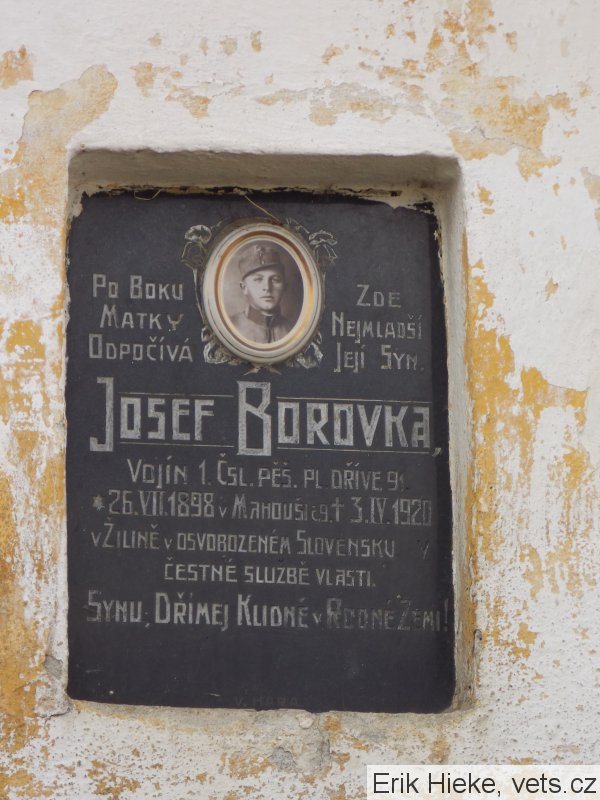 Po Boku
Matky
Odpočívá
Zde
Nejmladší
Její Syn.
Josef Borovka,
Vojín 1. Čsl. pěš. pl. dříve 91.
*26.VII.1898 v Mahouši č.9. † 3.IV.1920
v Žilině v osvobozeném Slovensku v
čestné službě vlasti.
Synu, Dřímej Klidně v Rodné Zemi!
Erik Hieke, vets.cz